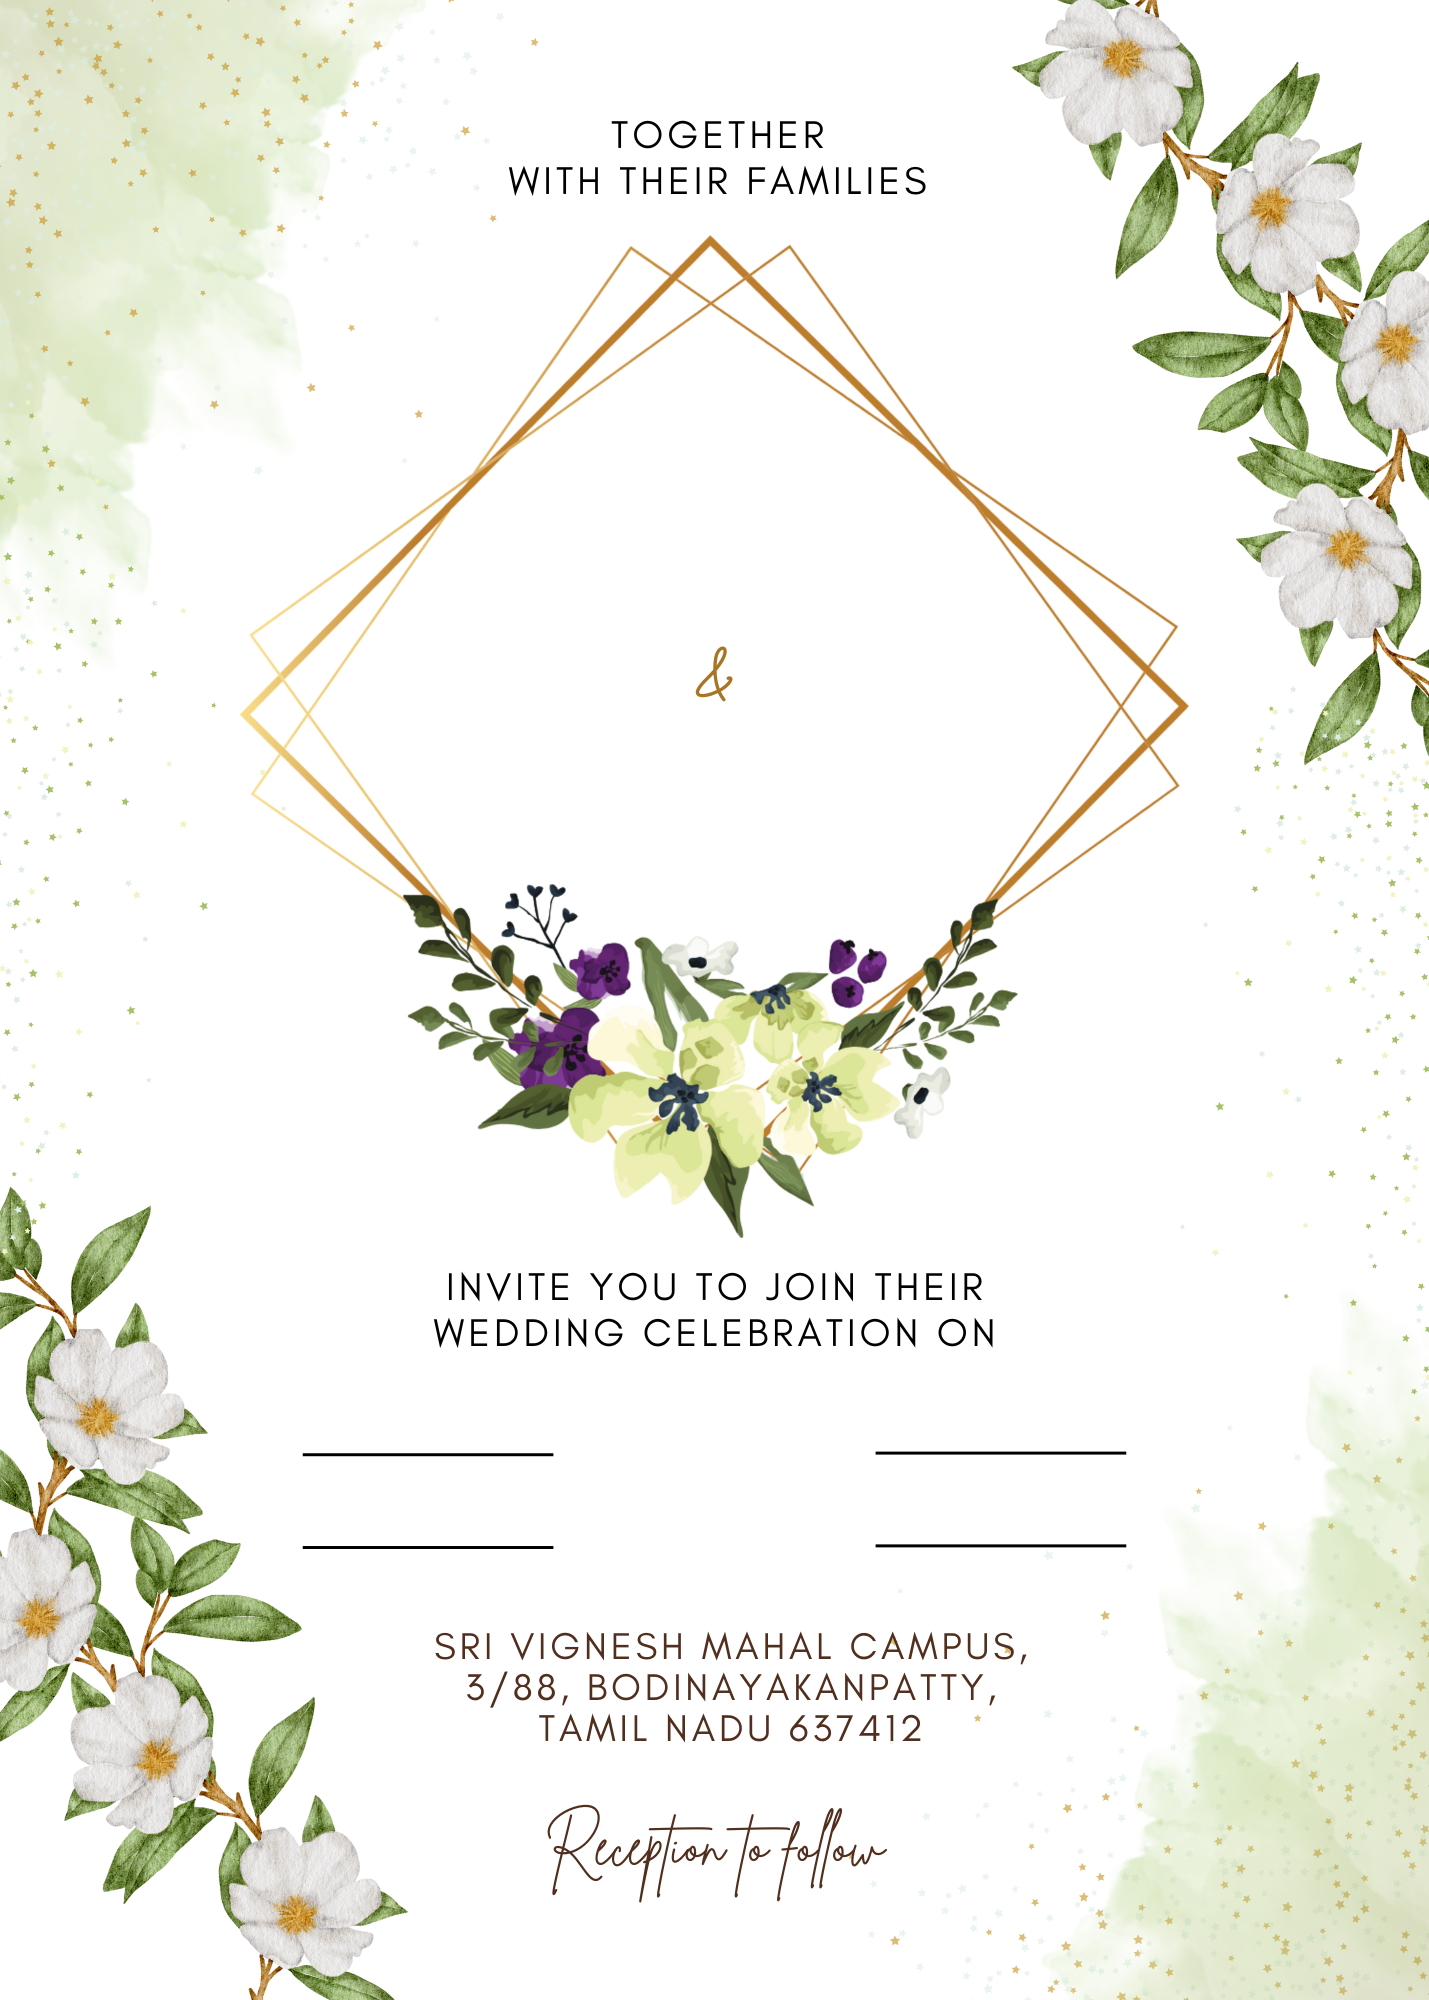 TOGETHER
WITH THEIR FAMILIES
&
INVITE YOU TO JOIN THEIR
WEDDING CELEBRATION ON
SRI VIGNESH MAHAL CAMPUS,
3/88, BODINAYAKANPATTY,
TAMIL NADU 637412
Reception to follow